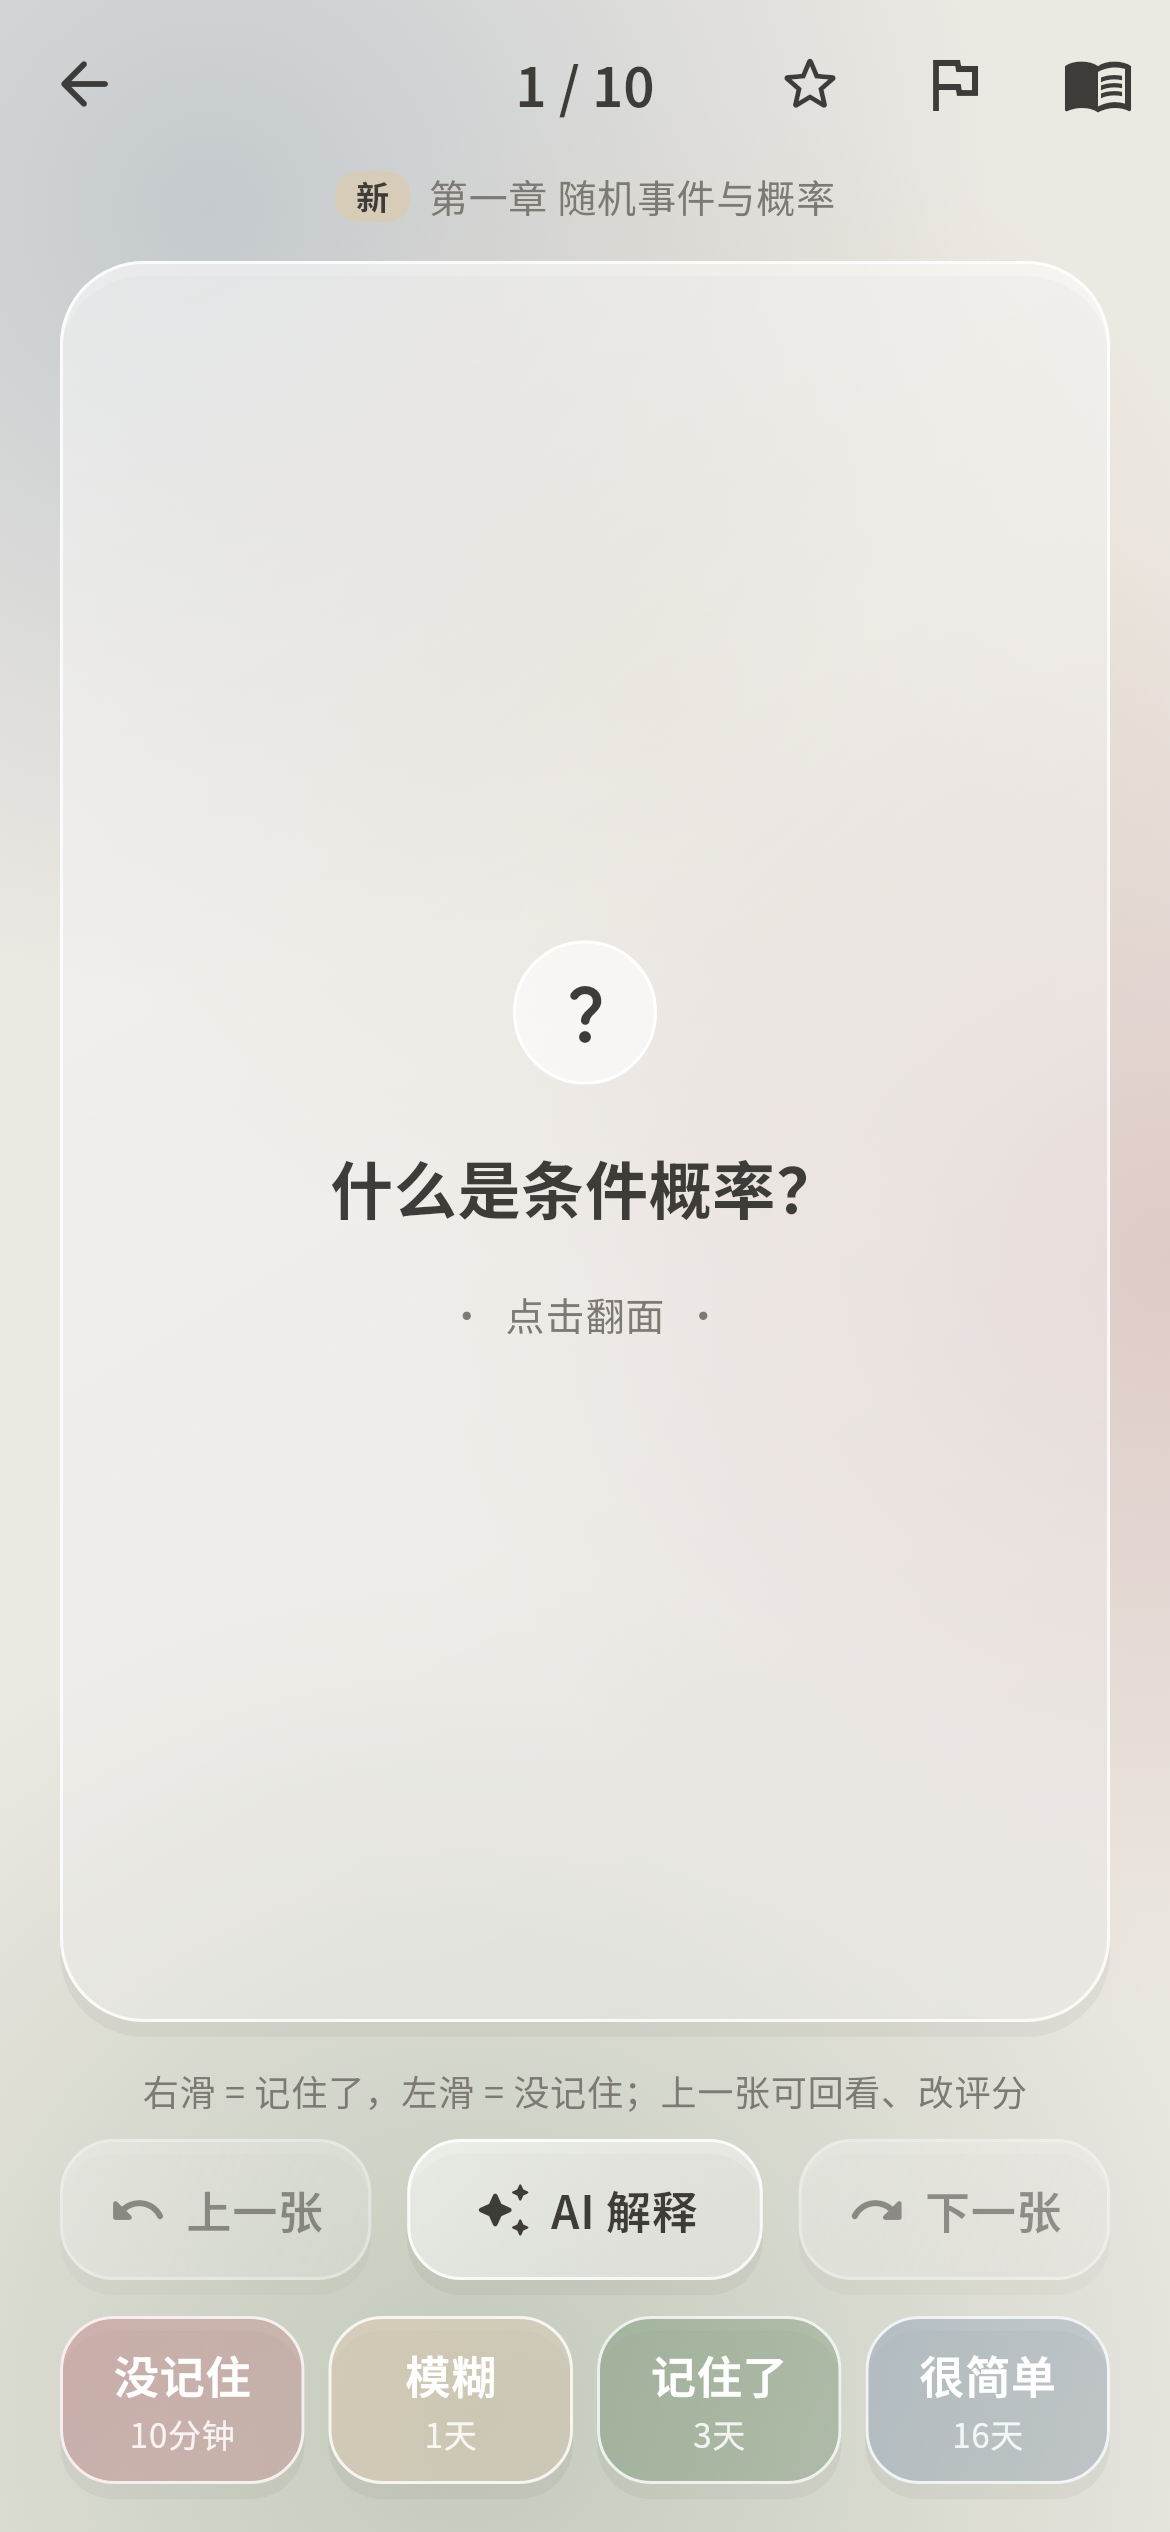 1 / 10
新 第一章 随机事件与概率
?
什么是条件概率？
· 点击翻面 ·
右滑 = 记住了，左滑 = 没记住；上一张可回看、改评分
上一张 AI 解释 下一张
没记住 模糊 记住了 很简单
10分钟 1天 3天 16天